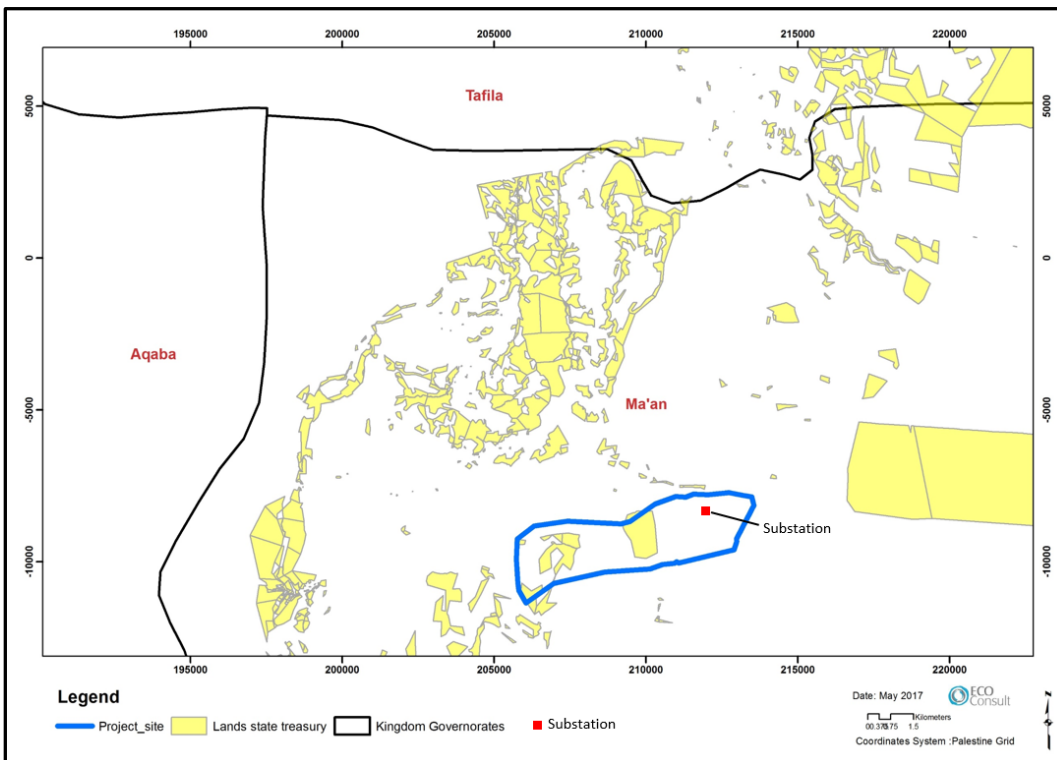 195000 200000 205000 210000 215000 220000
Tafila
5000 5000
0 0
Aqaba
Ma'an
-50000 -50000
Substation
-10000 -10000
195000 200000 205000 210000 215000 220000
Legend
Project_site Lands state treasury Kingdom Governorates Substation
Date: May 2017
ECO
Consult
Kilometers
1.5
Coordinates System :Palestine Grid
N